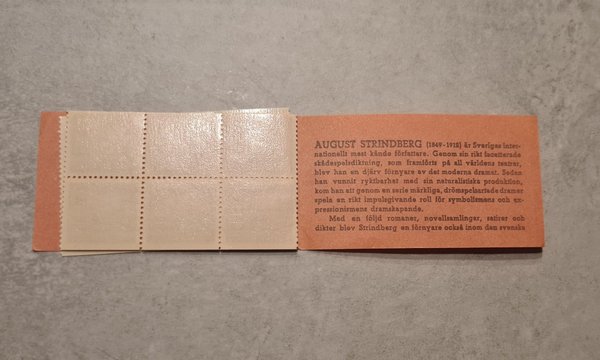 AUGUST STRINDBERG (1849-1912) är Sveriges inter-
nationellt mest kände författare. Genom sin rikt facetterade
skådespelsdiktning, som framförts på all världens teatrar,
blev han en djärv förnyare av det moderna dramat. Sedan
han vunnit ryktbarhet med sin naturalistiska produktion,
kom han att genom en serie märkliga, drömspelsartade dramer
spela en rikt impulsgivande roll för symbolismens och ex-
pressionismens dramskapande.
Med en följd romaner, novellsamlingar, satirer och
dikter blev Strindberg en förnyare också inom den svenska